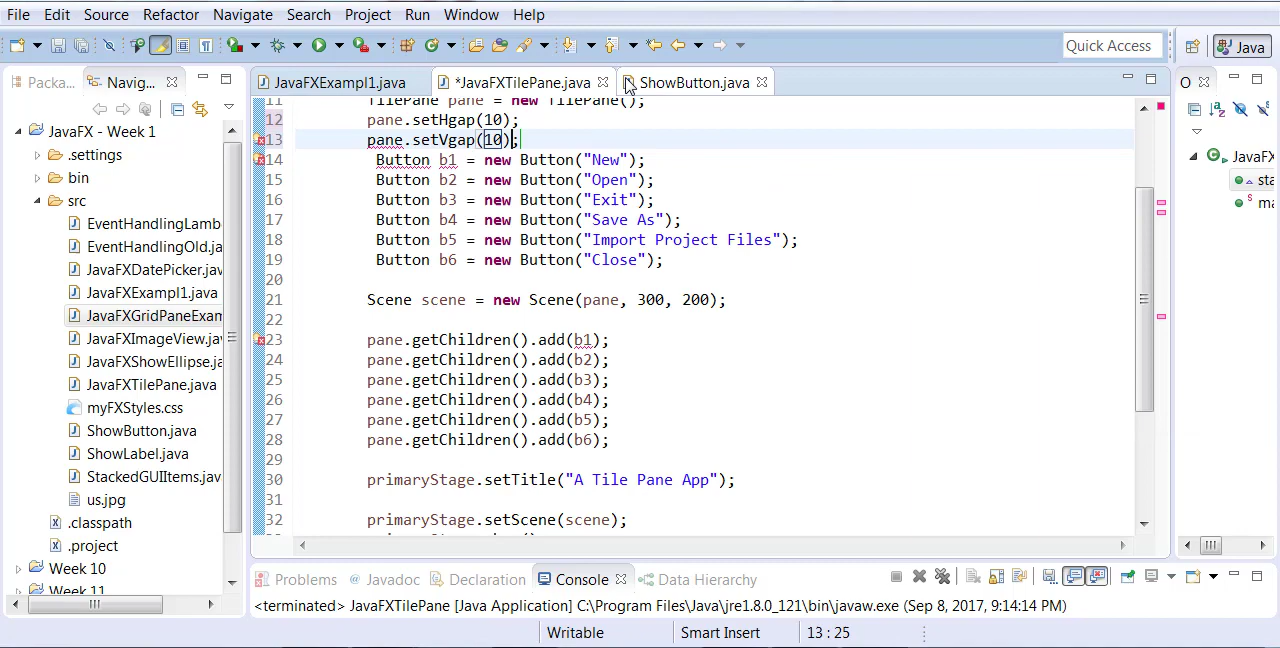 File Edit Source Refactor Navigate Search Project Run Window Help
Quick Access Java
Packa... Navig...
JavaFXExampl1.java *JavaFXTilePane.java ShowButton.java O
JavaFX - Week 1
.settings
bin
src
EventHandlingLamb
EventHandlingOld.ja
JavaFXDatePicker.jav
JavaFXExampl1.java
JavaFXGridPaneExam
JavaFXImageView.jav
JavaFXShowEllipse.ja
JavaFXTilePane.java
myFXStyles.css
ShowButton.java
ShowLabel.java
StackedGUIItems.jav
us.jpg
.classpath
.project
Week 10
Week 11
11 TilePane pane = new TilePane();
12 pane.setHgap(10);
13 pane.setVgap(10);
14 Button b1 = new Button("New");
15 Button b2 = new Button("Open");
16 Button b3 = new Button("Exit");
17 Button b4 = new Button("Save As");
18 Button b5 = new Button("Import Project Files");
19 Button b6 = new Button("Close");
20
21 Scene scene = new Scene(pane, 300, 200);
22
23 pane.getChildren().add(b1);
24 pane.getChildren().add(b2);
25 pane.getChildren().add(b3);
26 pane.getChildren().add(b4);
27 pane.getChildren().add(b5);
28 pane.getChildren().add(b6);
29
30 primaryStage.setTitle("A Tile Pane App");
31
32 primaryStage.setScene(scene);
JavaFX
sta
ma
Problems @ Javadoc Declaration Console Data Hierarchy
<terminated> JavaFXTilePane [Java Application] C:\Program Files\Java\jre1.8.0_121\bin\javaw.exe (Sep 8, 2017, 9:14:14 PM)
Writable Smart Insert 13 : 25